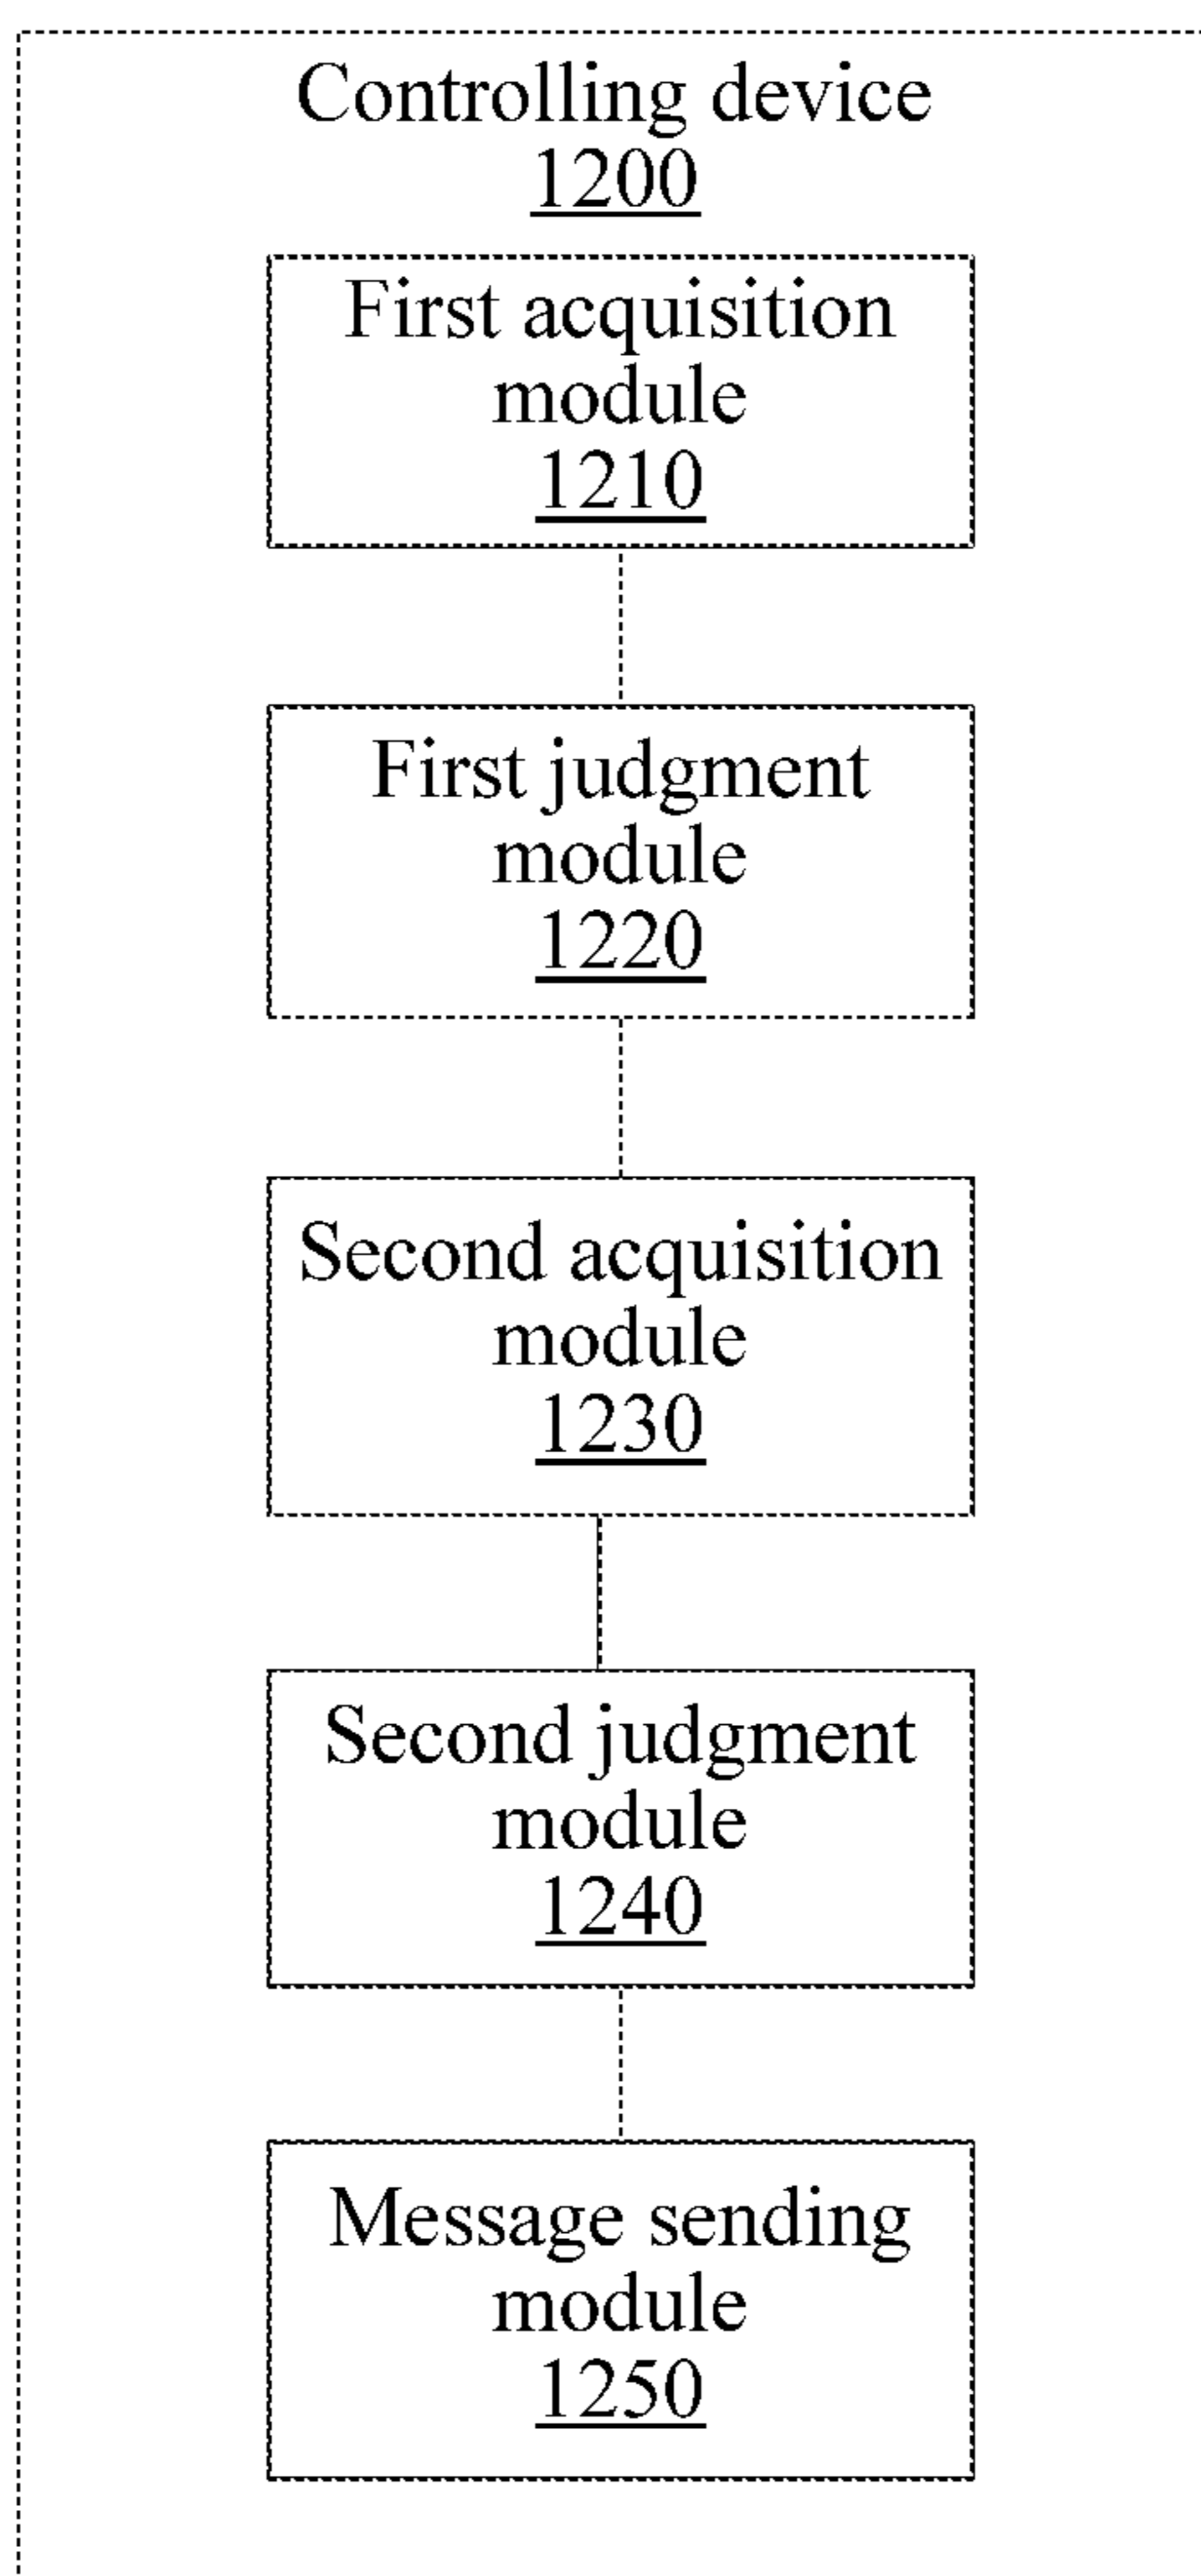 Controlling device
1200
First acquisition
module
1210
First judgment
module
1220
Second acquisition
module
1230
Second judgment
module
1240
Message sending
module
1250